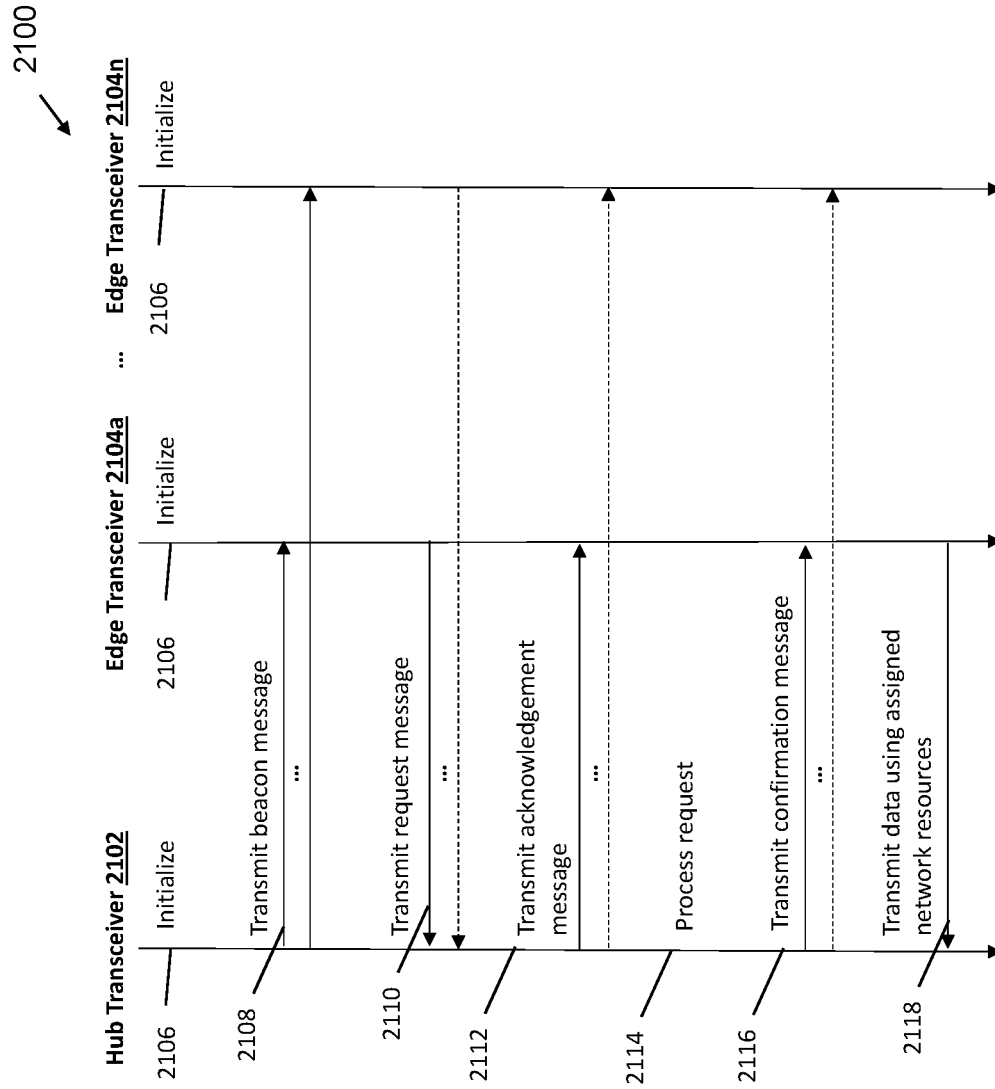 2100
Hub Transceiver 2102
Edge Transceiver 2104a
...
Edge Transceiver 2104n
2106
Initialize
2106
Initialize
2106
Initialize
2108
Transmit beacon message
...
2110
Transmit request message
...
2112
Transmit acknowledgement
message
...
2114
Process request
2116
Transmit confirmation message
...
2118
Transmit data using assigned
network resources